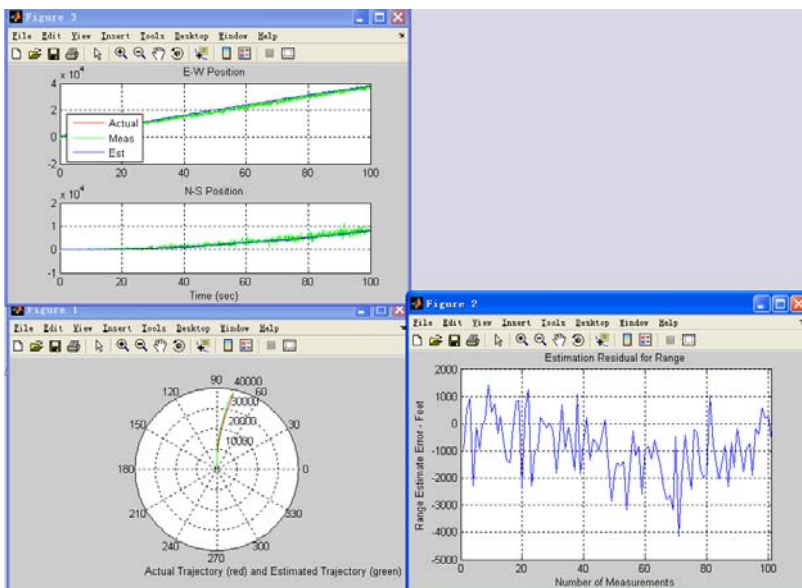 Figure 3
File Edit View Insert Tools Desktop Window Help
E-W Position
x 10^4
4
2
0
-2
Actual
Meas
Est
0 20 40 60 80 100
N-S Position
x 10^4
2
1
0
-1
0 20 40 60 80 100
Time (sec)
Figure 1
File Edit View Insert Tools Desktop Window Help
90
40000
120 60
30000
150 20000 30
10000
180 0
210 330
240 300
270
Actual Trajectory (red) and Estimated Trajectory (green)
Figure 2
File Edit View Insert Tools Desktop Window Help
Estimation Residual for Range
Range Estimate Error - Feet
2000
1000
0
-1000
-2000
-3000
-4000
-5000
0 20 40 60 80 100
Number of Measurements